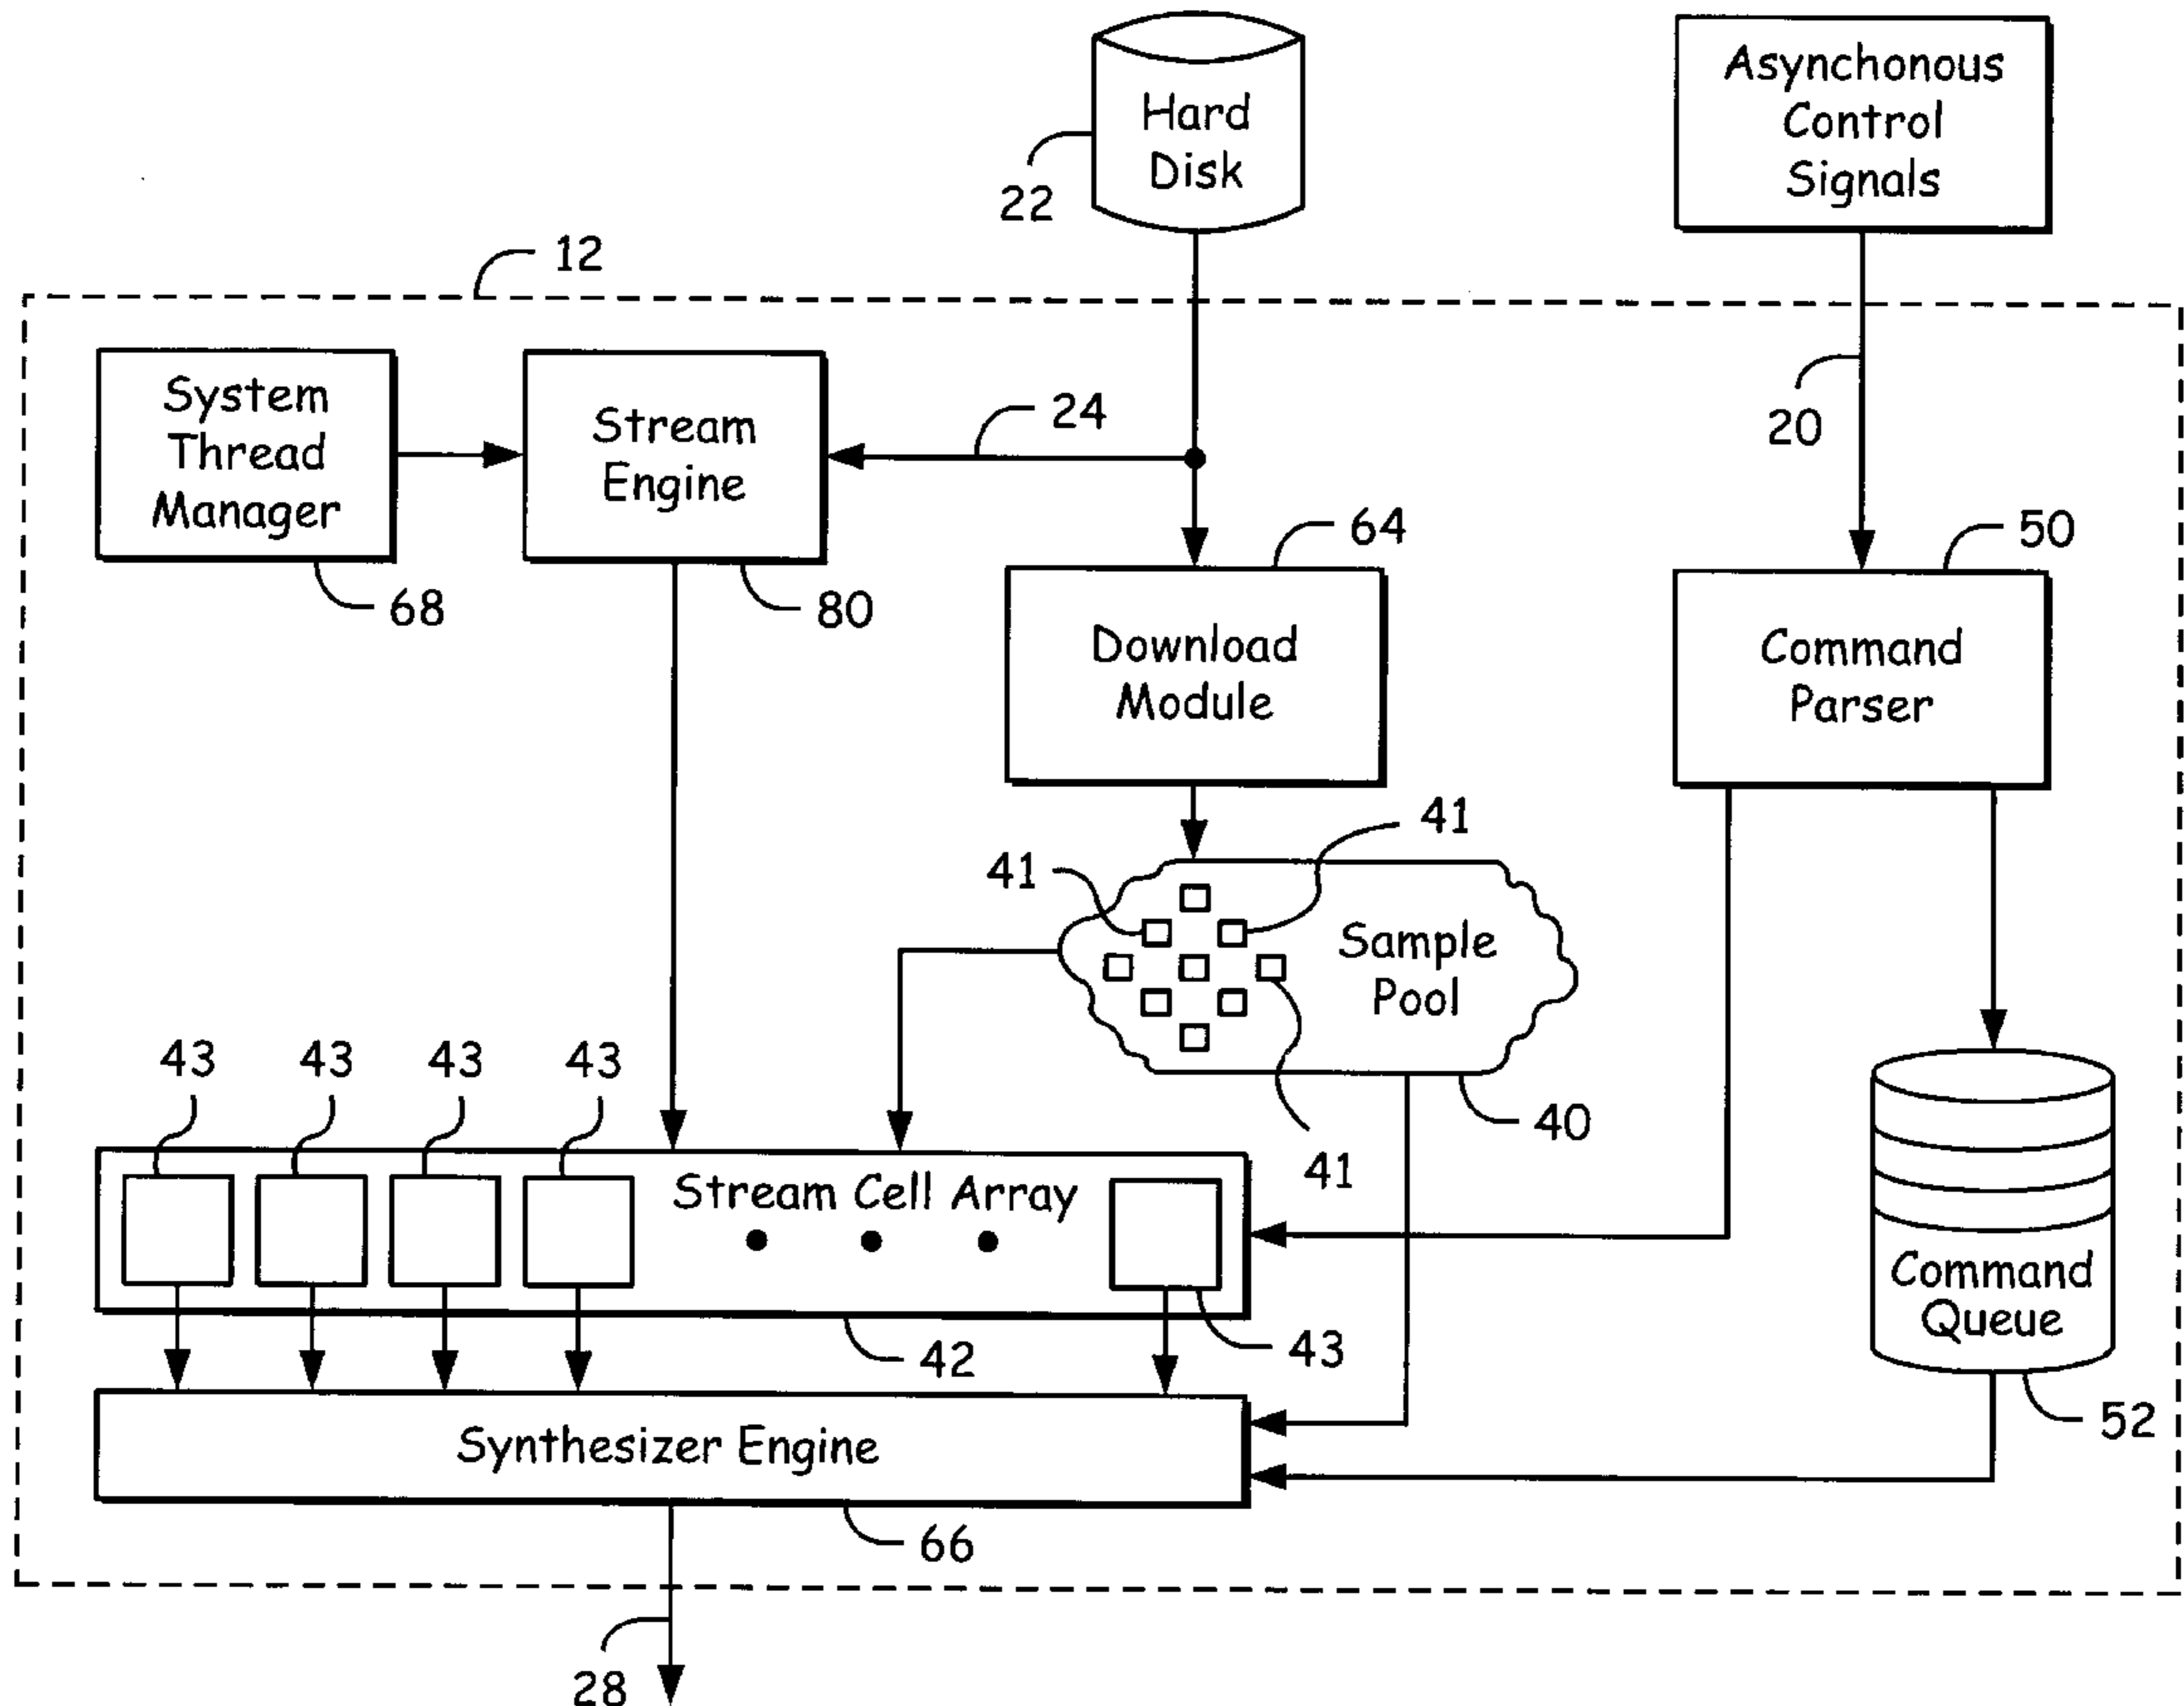 Hard
Disk
22
Asynchonous
Control
Signals
12
20
System
Thread
Manager
68
Stream
Engine
80
24
64
Download
Module
50
Command
Parser
41
41
Sample
Pool
41
40
43
43
43
43
Stream Cell Array
43
42
Command
Queue
52
Synthesizer Engine
66
28